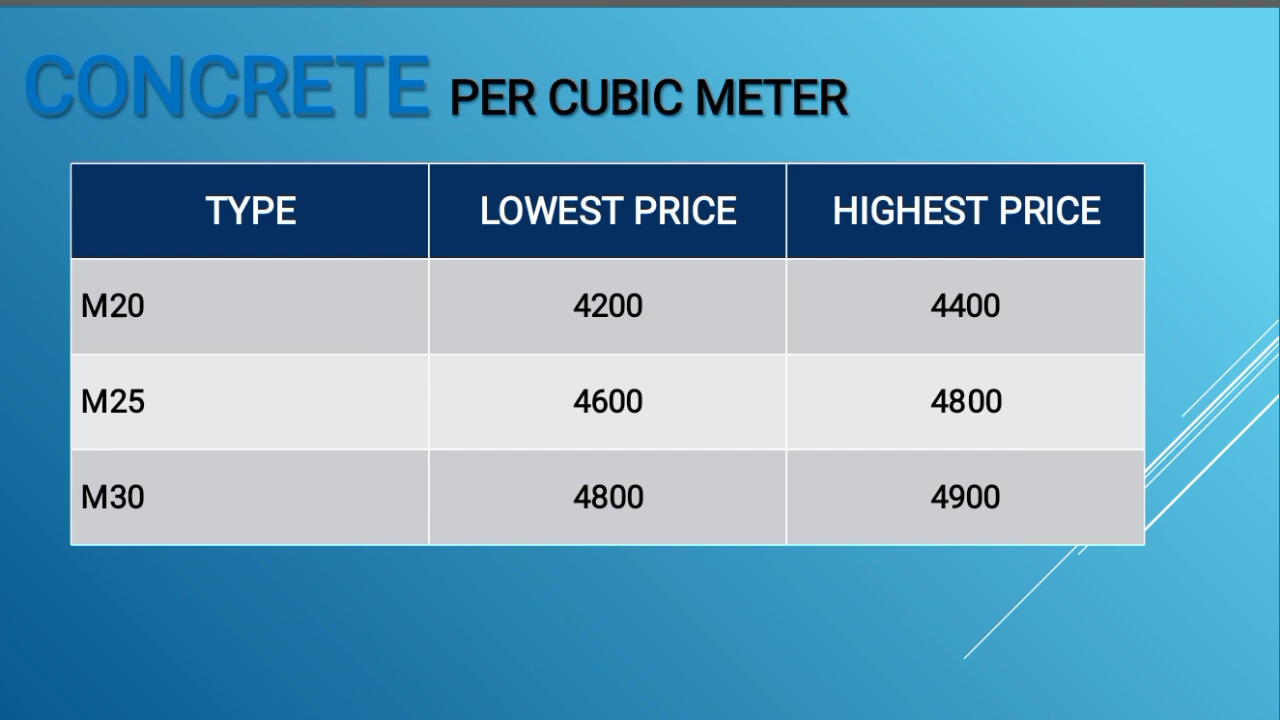 CONCRETE PER CUBIC METER
TYPE LOWEST PRICE HIGHEST PRICE
M20 4200 4400
M25 4600 4800
M30 4800 4900